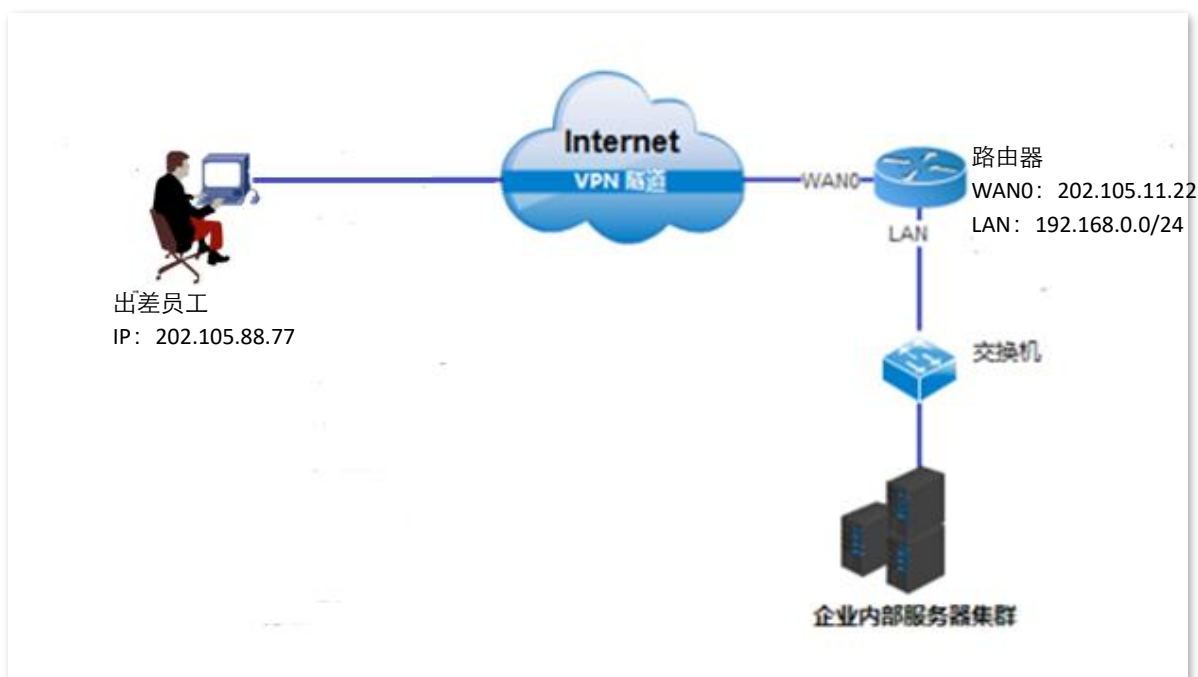 Internet
VPN 隧道
WAN0
路由器
WAN0：202.105.11.22
LAN：192.168.0.0/24
LAN
出差员工
IP：202.105.88.77
交换机
企业内部服务器集群